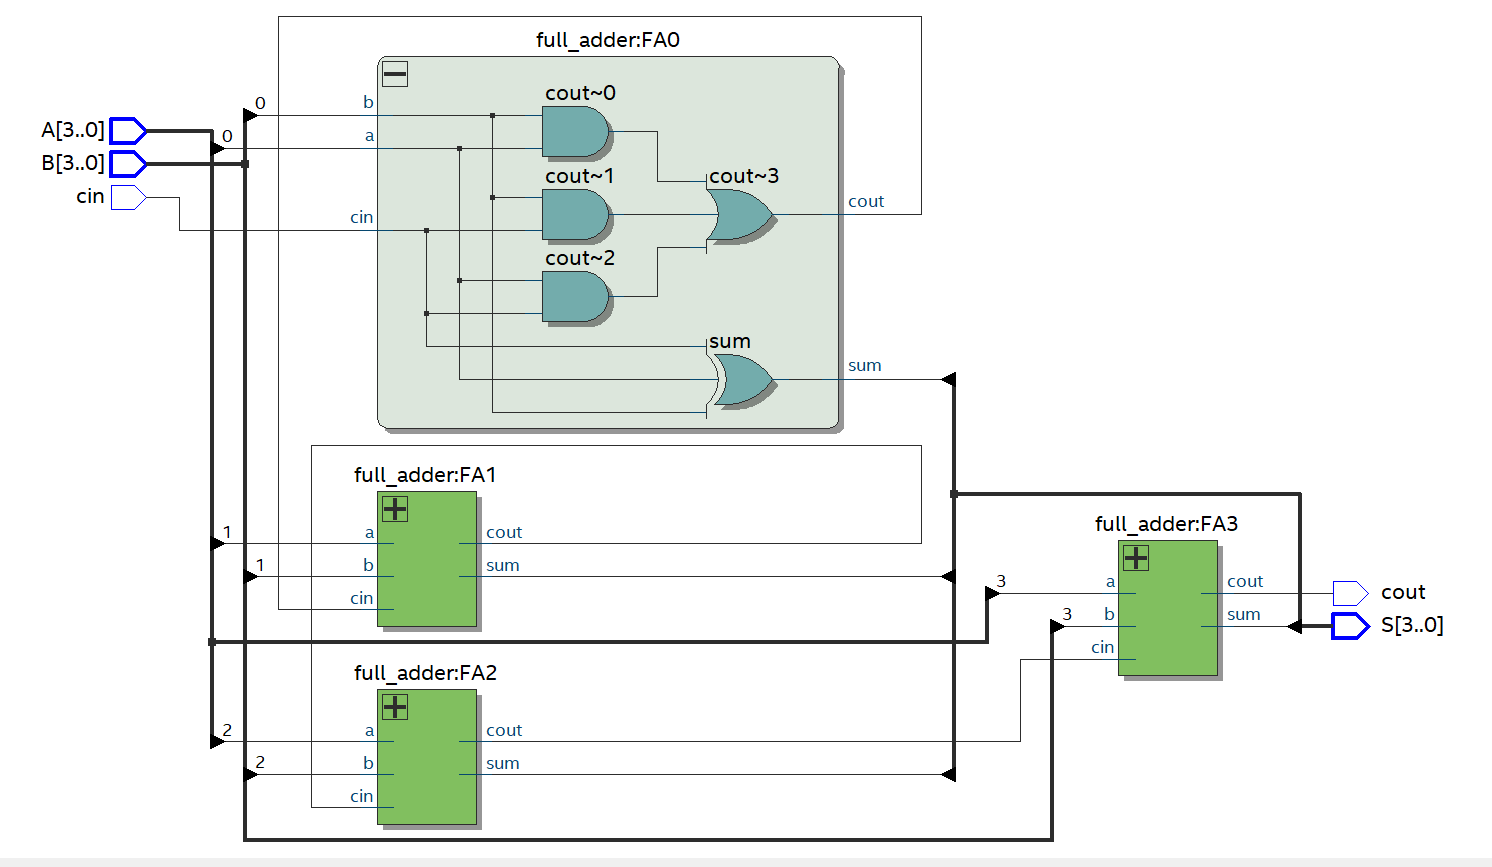 full_adder:FA0
b
0
cout~0
A[3..0]
0
a
B[3..0]
cin
cout~1
cout~3
cin
cout
cout~2
sum
sum
full_adder:FA1
1
a
cout
1
b
sum
cin
full_adder:FA3
3
a
cout
cout
3
b
sum
S[3..0]
cin
full_adder:FA2
2
a
cout
2
b
sum
cin